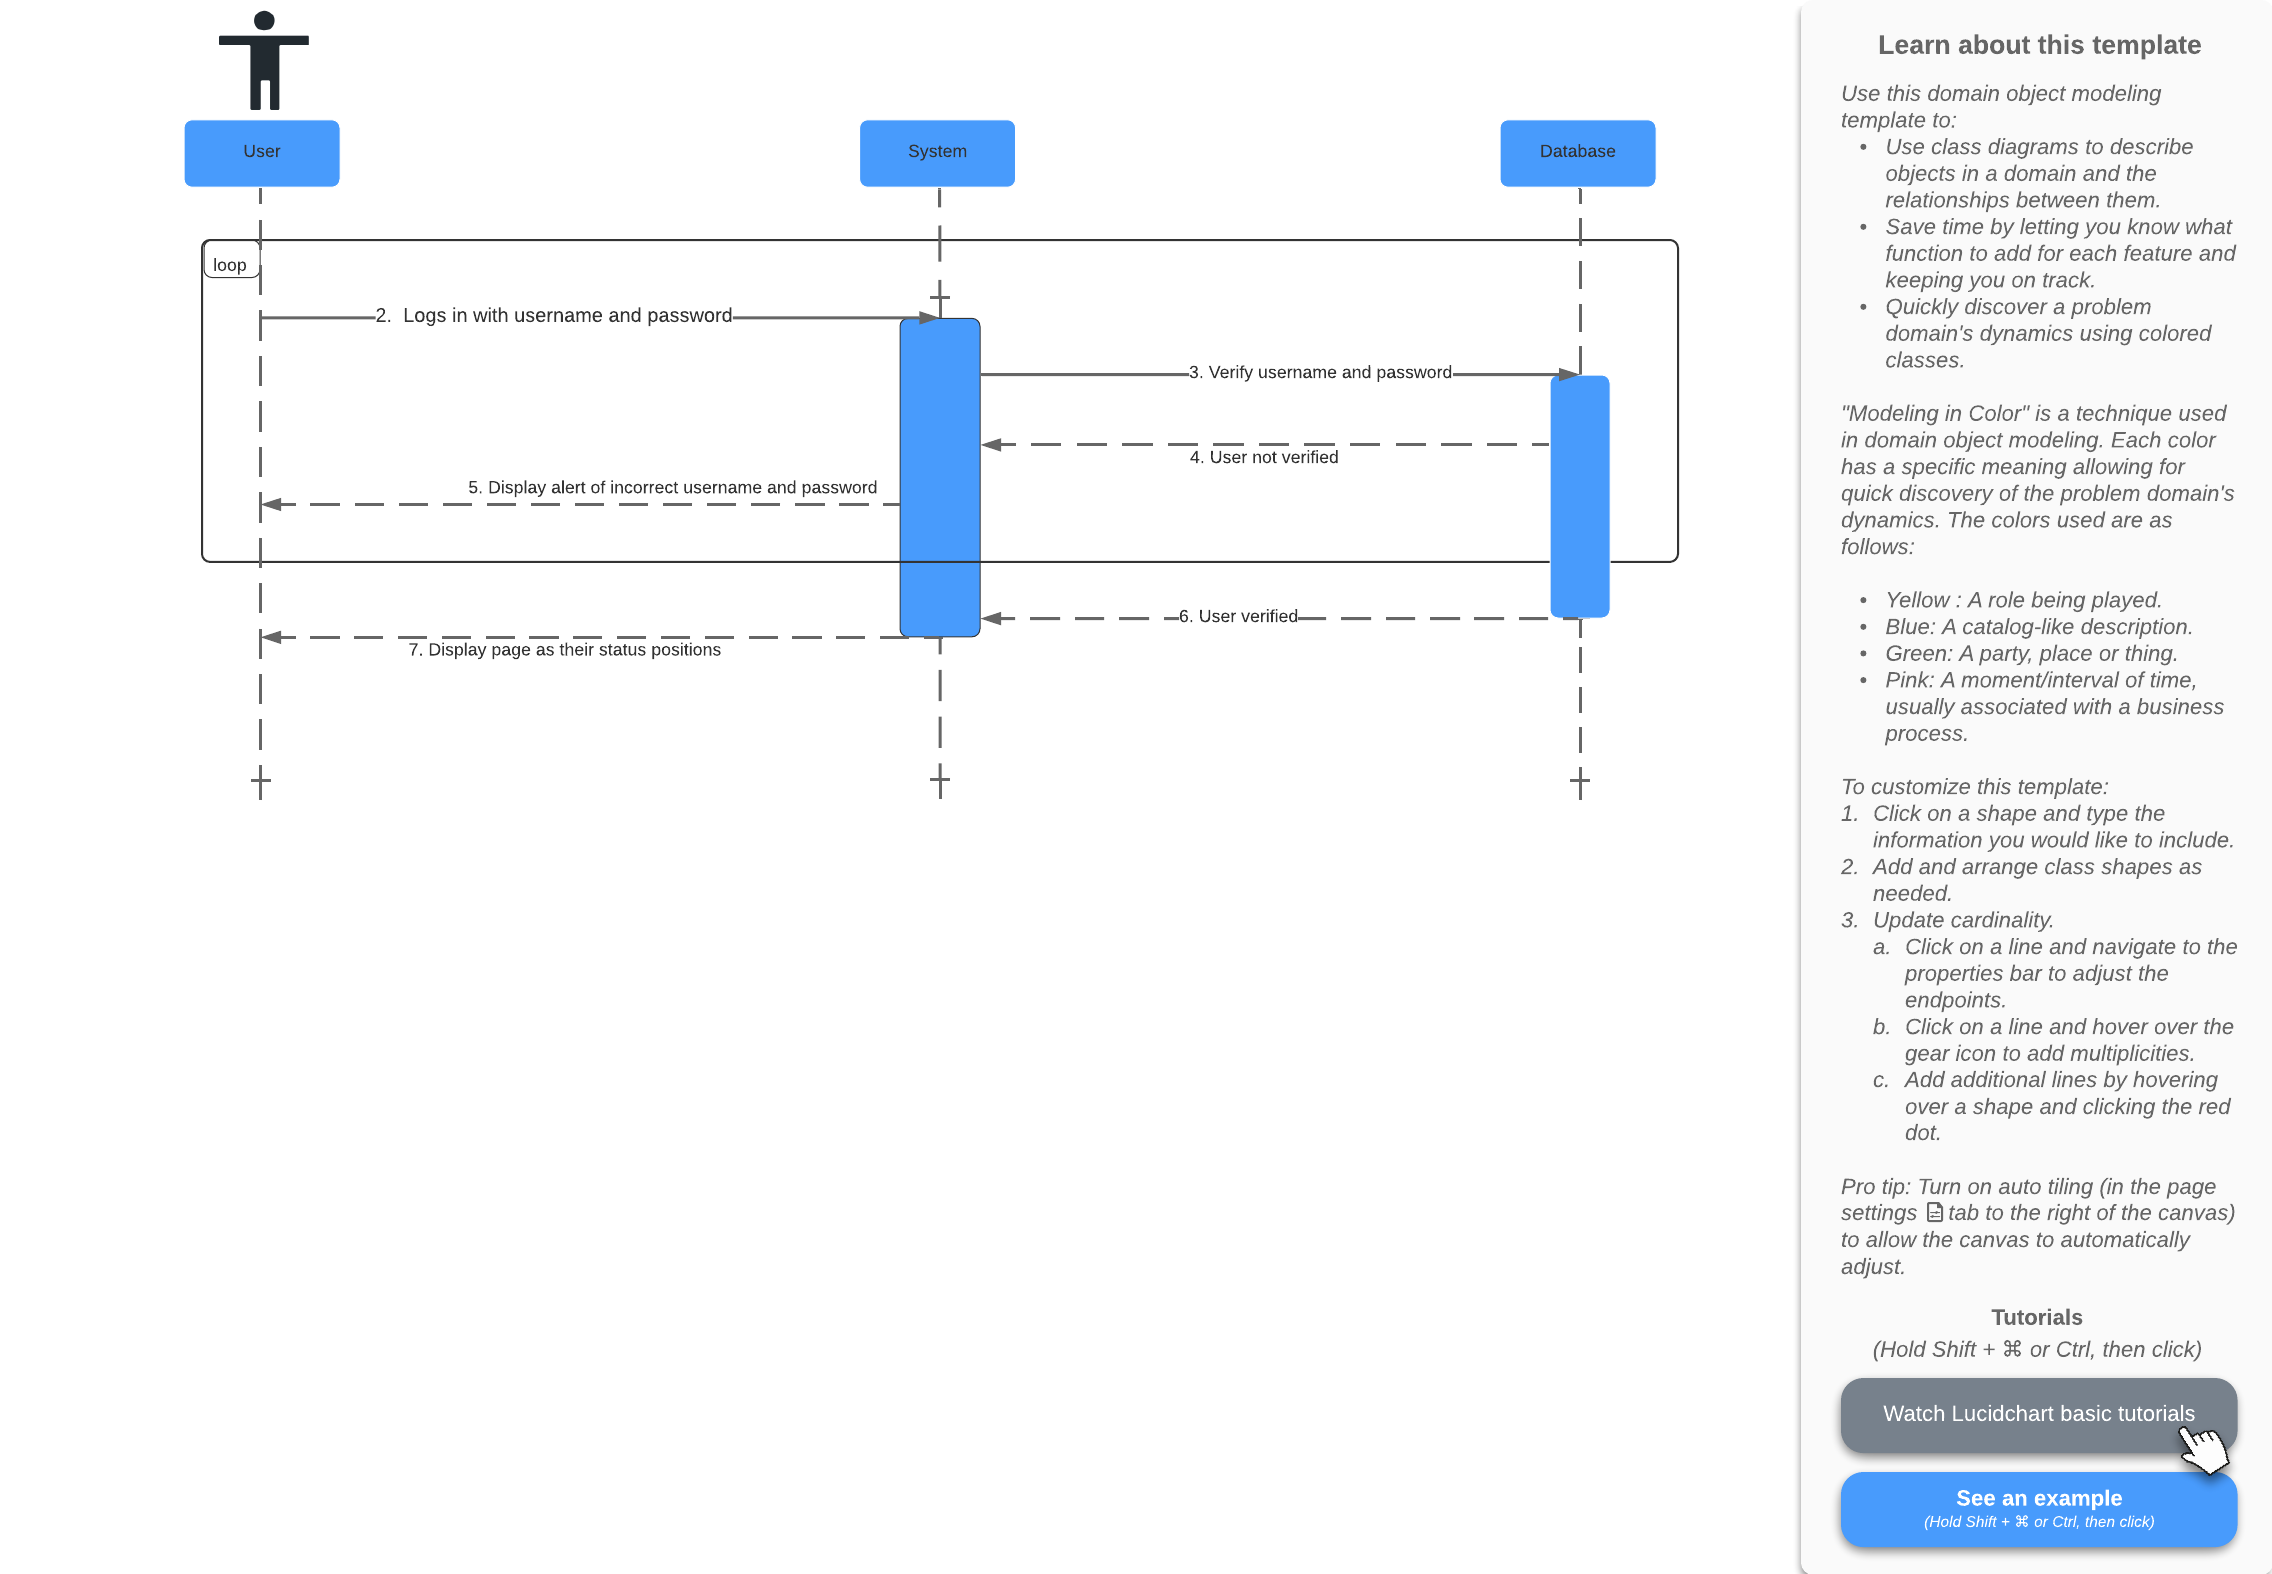 User
System
Database
loop
2.  Logs in with username and password
3. Verify username and password
4. User not verified
5. Display alert of incorrect username and password
6. User verified
7. Display page as their status positions
Learn about this template
Use this domain object modeling
template to:
• Use class diagrams to describe
objects in a domain and the
relationships between them.
• Save time by letting you know what
function to add for each feature and
keeping you on track.
• Quickly discover a problem
domain's dynamics using colored
classes.
"Modeling in Color" is a technique used
in domain object modeling. Each color
has a specific meaning allowing for
quick discovery of the problem domain's
dynamics. The colors used are as
follows:
• Yellow : A role being played.
• Blue: A catalog-like description.
• Green: A party, place or thing.
• Pink: A moment/interval of time,
usually associated with a business
process.
To customize this template:
1. Click on a shape and type the
information you would like to include.
2. Add and arrange class shapes as
needed.
3. Update cardinality.
a. Click on a line and navigate to the
properties bar to adjust the
endpoints.
b. Click on a line and hover over the
gear icon to add multiplicities.
c. Add additional lines by hovering
over a shape and clicking the red
dot.
Pro tip: Turn on auto tiling (in the page
settings tab to the right of the canvas)
to allow the canvas to automatically
adjust.
Tutorials
(Hold Shift + ⌘ or Ctrl, then click)
Watch Lucidchart basic tutorials
See an example
(Hold Shift + ⌘ or Ctrl, then click)